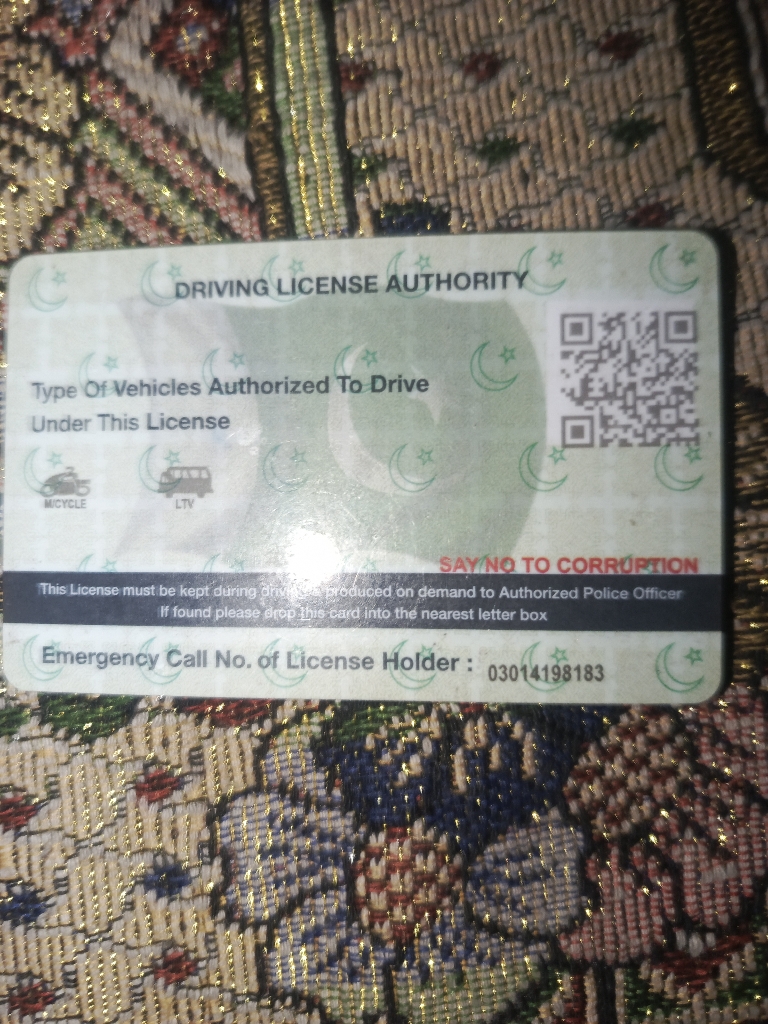 DRIVING LICENSE AUTHORITY
Type Of Vehicles Authorized To Drive
Under This License
M/CYCLE
LTV
SAY NO TO CORRUPTION
This License must be kept during driving produced on demand to Authorized Police Officer
If found please drop this card into the nearest letter box
Emergency Call No. of License Holder : 03014198183